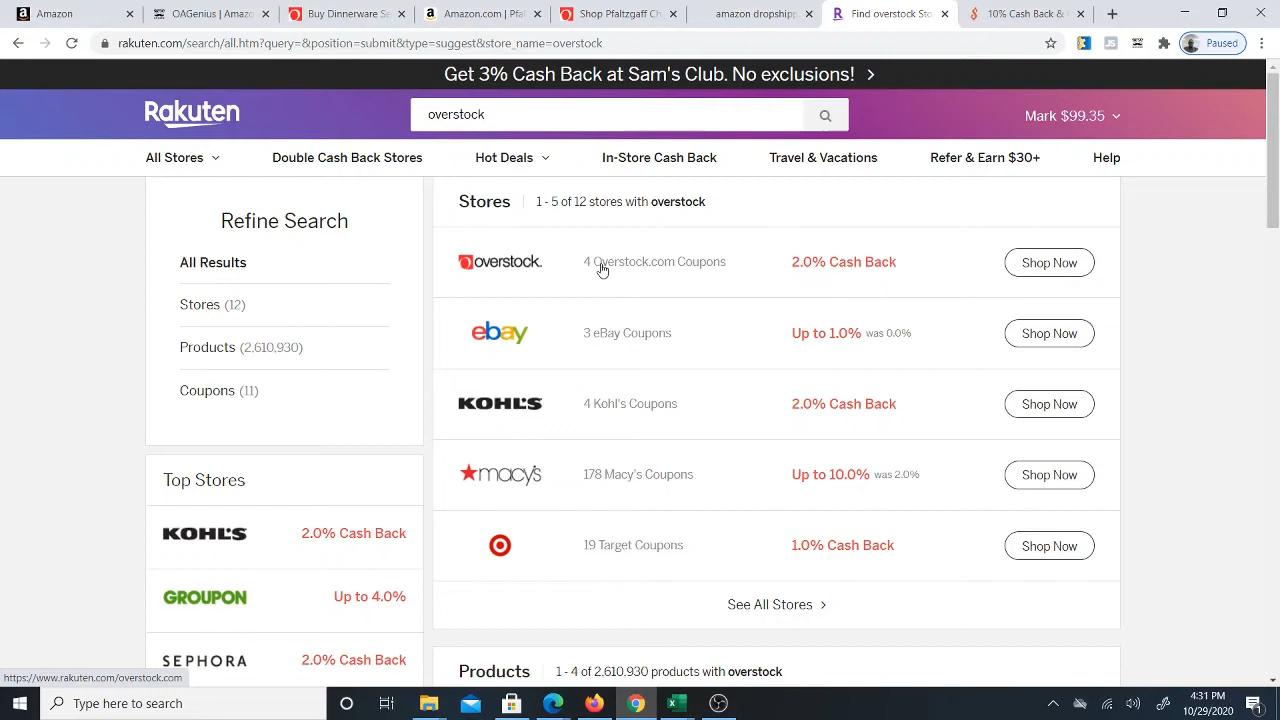 Amazon
OAGenius | Amazo
Buy Dinnerware Se
Amazon.com | Pfal
Shop Pfaltzgaff Ch
amazon dropshipp
Find overstock Sto
10% Cash Back &
rakuten.com/search/all.htm?query=&position=submit&type=suggest&store_name=overstock
JS
Paused
Get 3% Cash Back at Sam's Club. No exclusions!
Rakuten
overstock
Mark $99.35
All Stores
Double Cash Back Stores
Hot Deals
In-Store Cash Back
Travel & Vacations
Refer & Earn $30+
Help
Refine Search
All Results
Stores (12)
Products (2,610,930)
Coupons (11)
Top Stores
KOHL'S 2.0% Cash Back
GROUPON Up to 4.0%
SEPHORA 2.0% Cash Back
Stores 1 - 5 of 12 stores with overstock
overstock. 4 Overstock.com Coupons 2.0% Cash Back Shop Now
ebay 3 eBay Coupons Up to 1.0% was 0.0% Shop Now
KOHL'S 4 Kohl's Coupons 2.0% Cash Back Shop Now
macy's 178 Macy's Coupons Up to 10.0% was 2.0% Shop Now
19 Target Coupons 1.0% Cash Back Shop Now
See All Stores
Products 1 - 4 of 2,610,930 products with overstock
https://www.rakuten.com/overstock.com
Type here to search
4:31 PM
10/29/2020